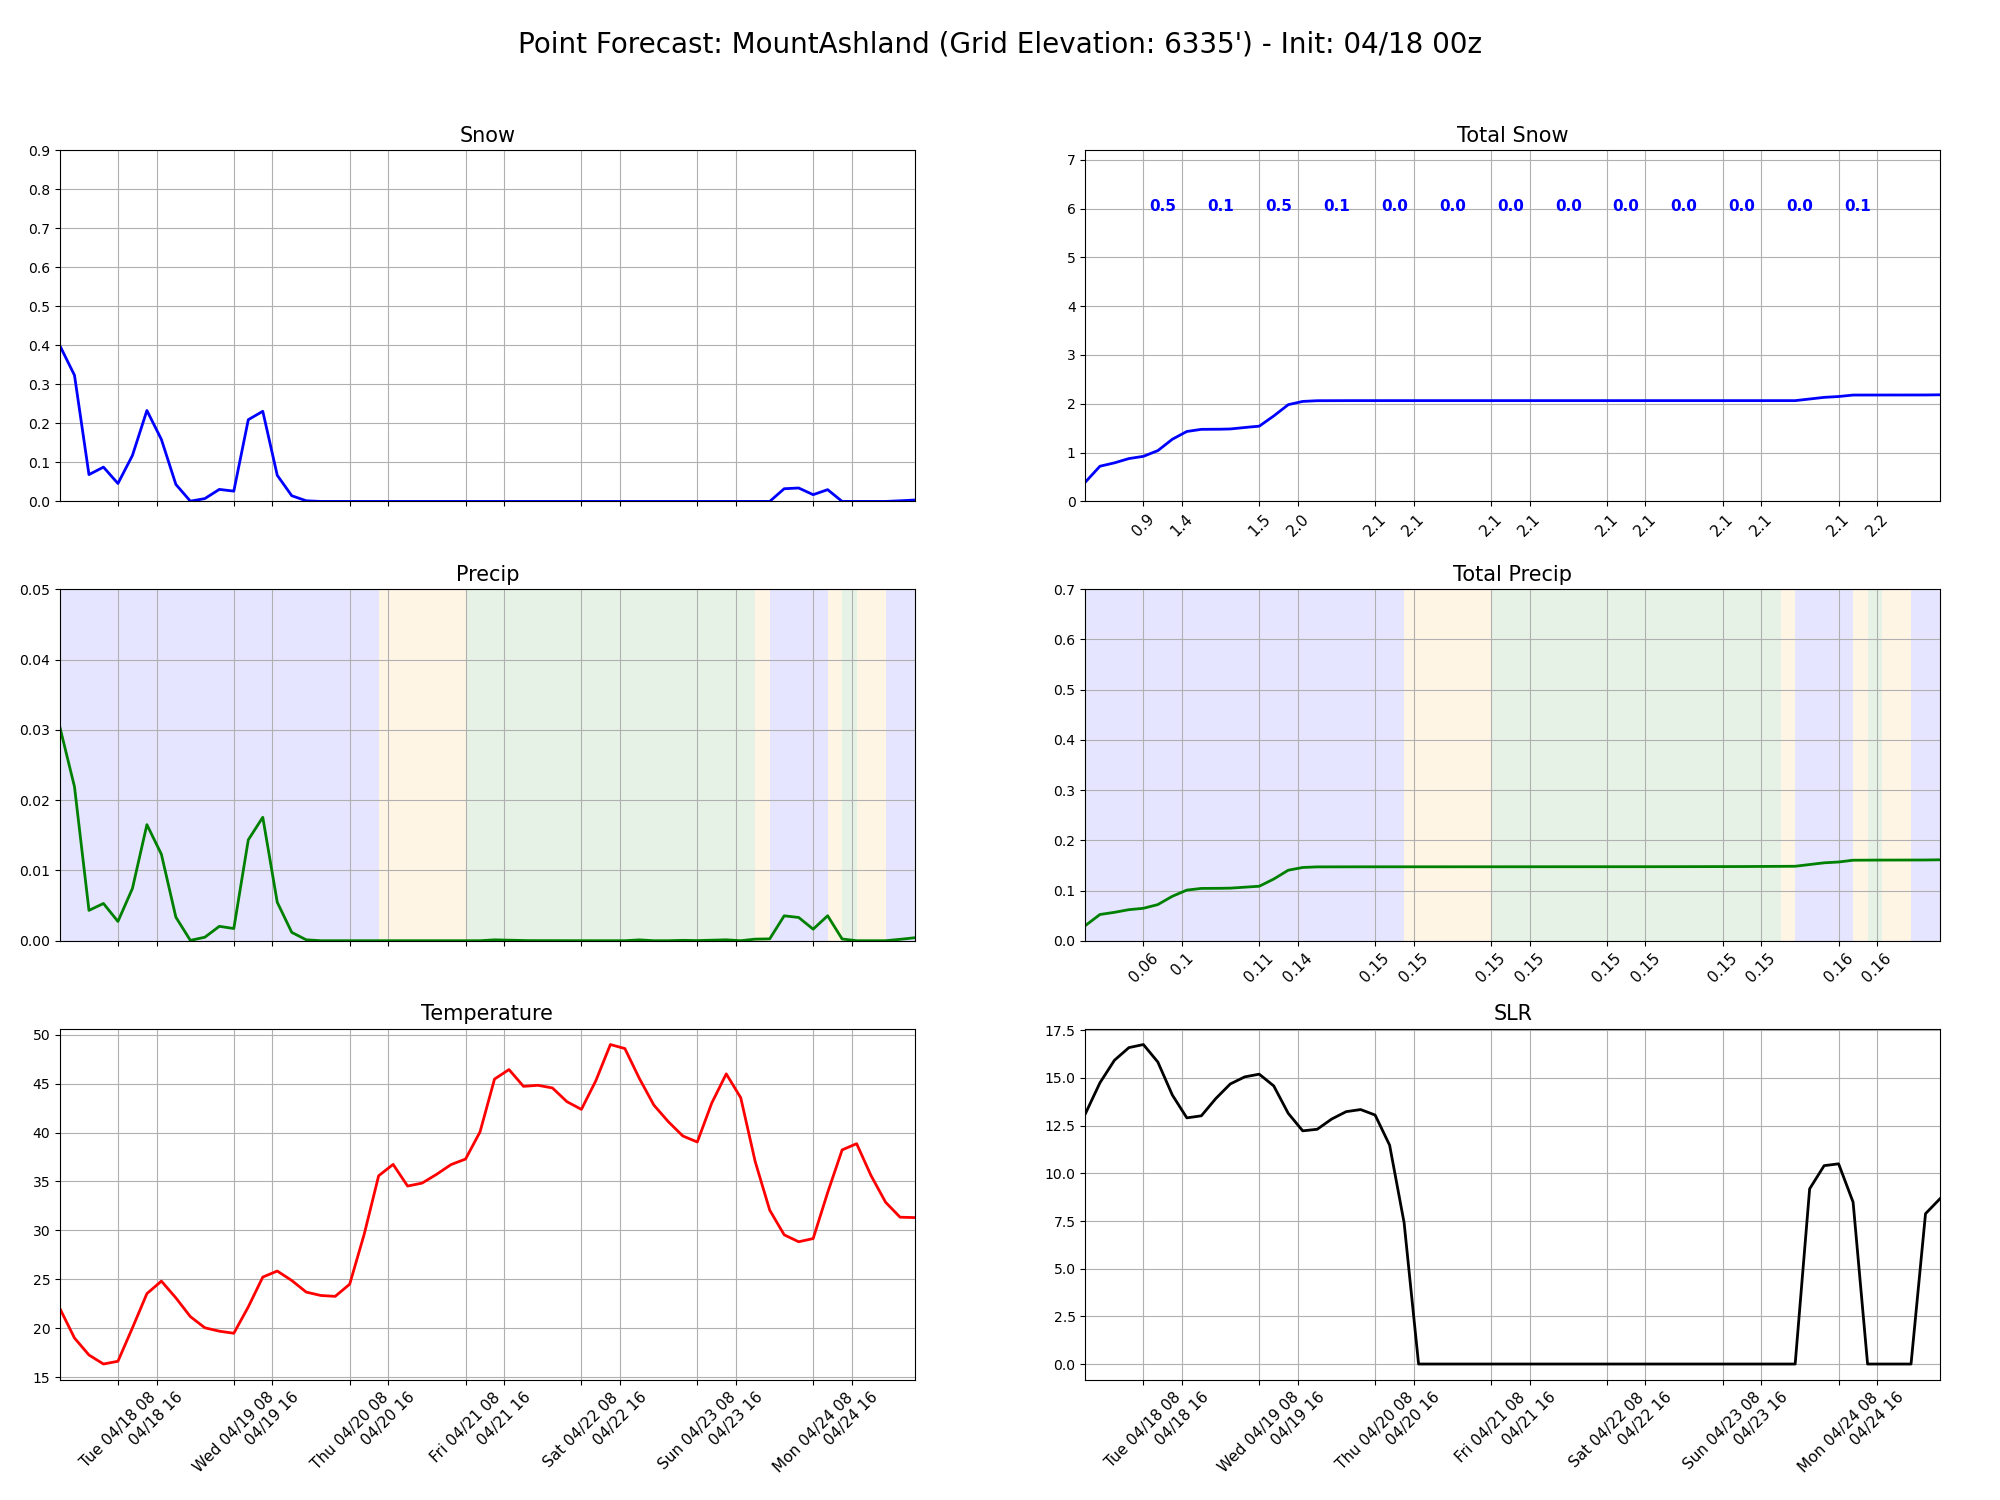 Point Forecast: MountAshland (Grid Elevation: 6335') - Init: 04/18 00z
Snow
0.9
0.8
0.7
0.6
0.5
0.4
0.3
0.2
0.1
0.0
Total Snow
7
6
5
4
3
2
1
0
0.5 0.1 0.5 0.1 0.0 0.0 0.0 0.0 0.0 0.0 0.0 0.0 0.1
0.9 1.4 1.5 2.0 2.1 2.1 2.1 2.1 2.1 2.1 2.1 2.1 2.1 2.2
Precip
0.05
0.04
0.03
0.02
0.01
0.00
Total Precip
0.7
0.6
0.5
0.4
0.3
0.2
0.1
0.0
0.06 0.1 0.11 0.14 0.15 0.15 0.15 0.15 0.15 0.15 0.15 0.15 0.16 0.16
Temperature
50
45
40
35
30
25
20
15
Tue 04/18 08
04/18 16
Wed 04/19 08
04/19 16
Thu 04/20 08
04/20 16
Fri 04/21 08
04/21 16
Sat 04/22 08
04/22 16
Sun 04/23 08
04/23 16
Mon 04/24 08
04/24 16
SLR
17.5
15.0
12.5
10.0
7.5
5.0
2.5
0.0
Tue 04/18 08
04/18 16
Wed 04/19 08
04/19 16
Thu 04/20 08
04/20 16
Fri 04/21 08
04/21 16
Sat 04/22 08
04/22 16
Sun 04/23 08
04/23 16
Mon 04/24 08
04/24 16